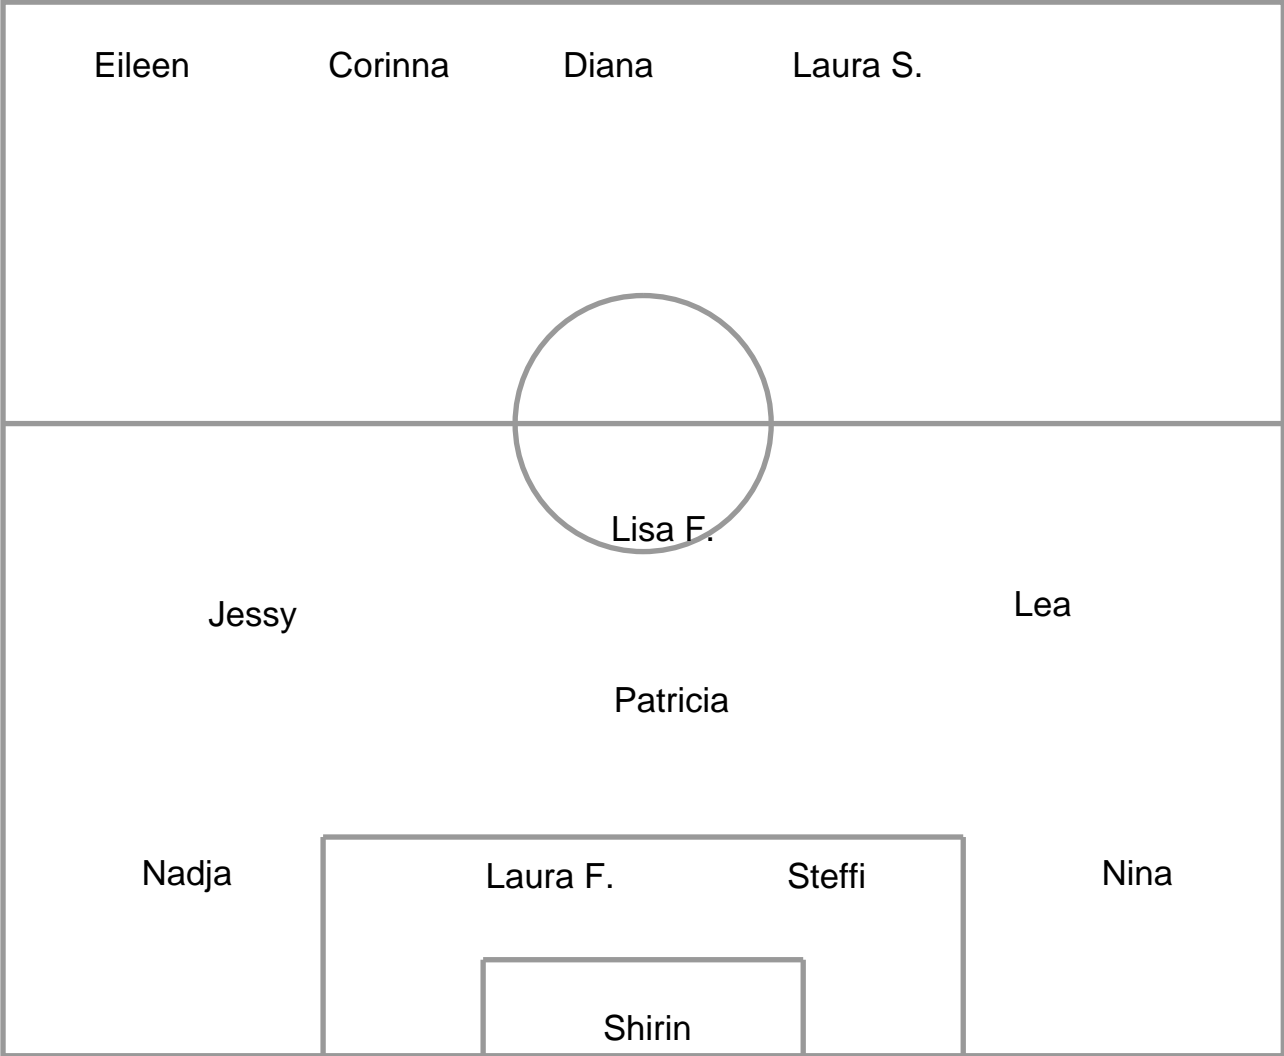 Eileen Corinna Diana Laura S.
Lisa F.
Jessy Lea
Patricia
Nadja Laura F. Steffi Nina
Shirin